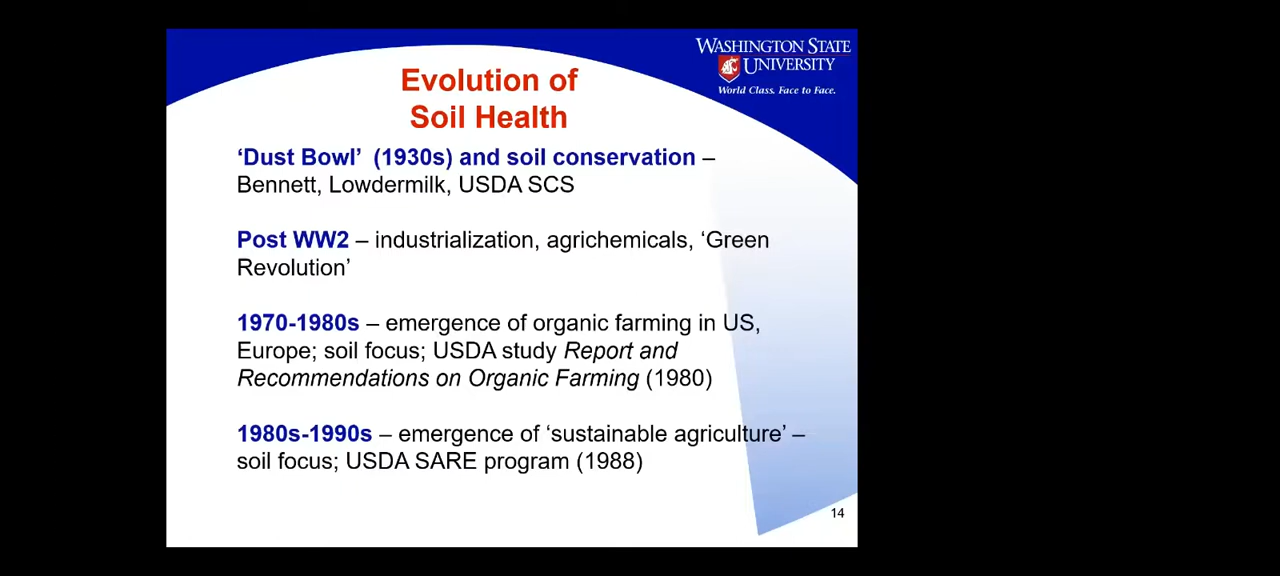 WASHINGTON STATE
UNIVERSITY
World Class. Face to Face.
Evolution of
Soil Health
‘Dust Bowl’ (1930s) and soil conservation –
Bennett, Lowdermilk, USDA SCS
Post WW2 – industrialization, agrichemicals, ‘Green
Revolution’
1970-1980s – emergence of organic farming in US,
Europe; soil focus; USDA study Report and
Recommendations on Organic Farming (1980)
1980s-1990s – emergence of ‘sustainable agriculture’ –
soil focus; USDA SARE program (1988)
14